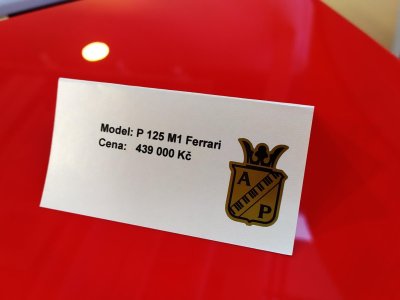 Model: P 125 M1 Ferrari
Cena: 439 000 Kč
A
P